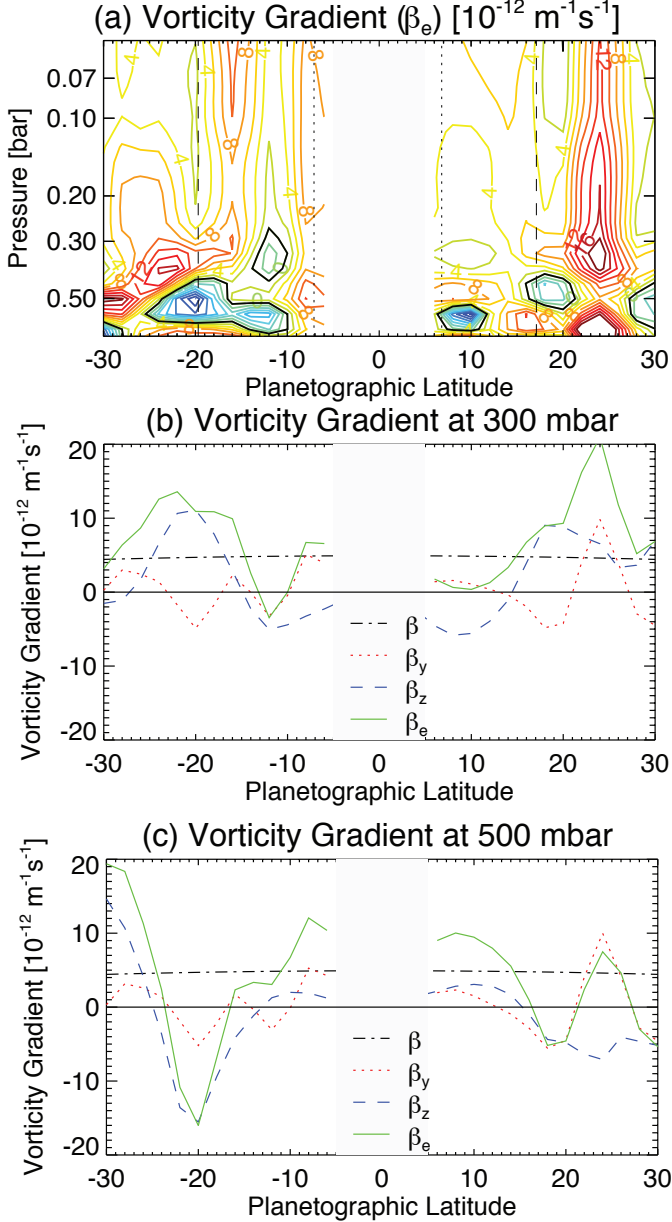 (a) Vorticity Gradient (βe) [10-12 m-1s-1]
Pressure [bar]
0.07
0.10
0.20
0.30
0.50
-30 -20 -10 0 10 20 30
Planetographic Latitude
(b) Vorticity Gradient at 300 mbar
Vorticity Gradient [10-12 m-1s-1]
20
10
0
-10
-20
β
βy
βz
βe
-30 -20 -10 0 10 20 30
Planetographic Latitude
(c) Vorticity Gradient at 500 mbar
Vorticity Gradient [10-12 m-1s-1]
20
10
0
-10
-20
β
βy
βz
βe
-30 -20 -10 0 10 20 30
Planetographic Latitude